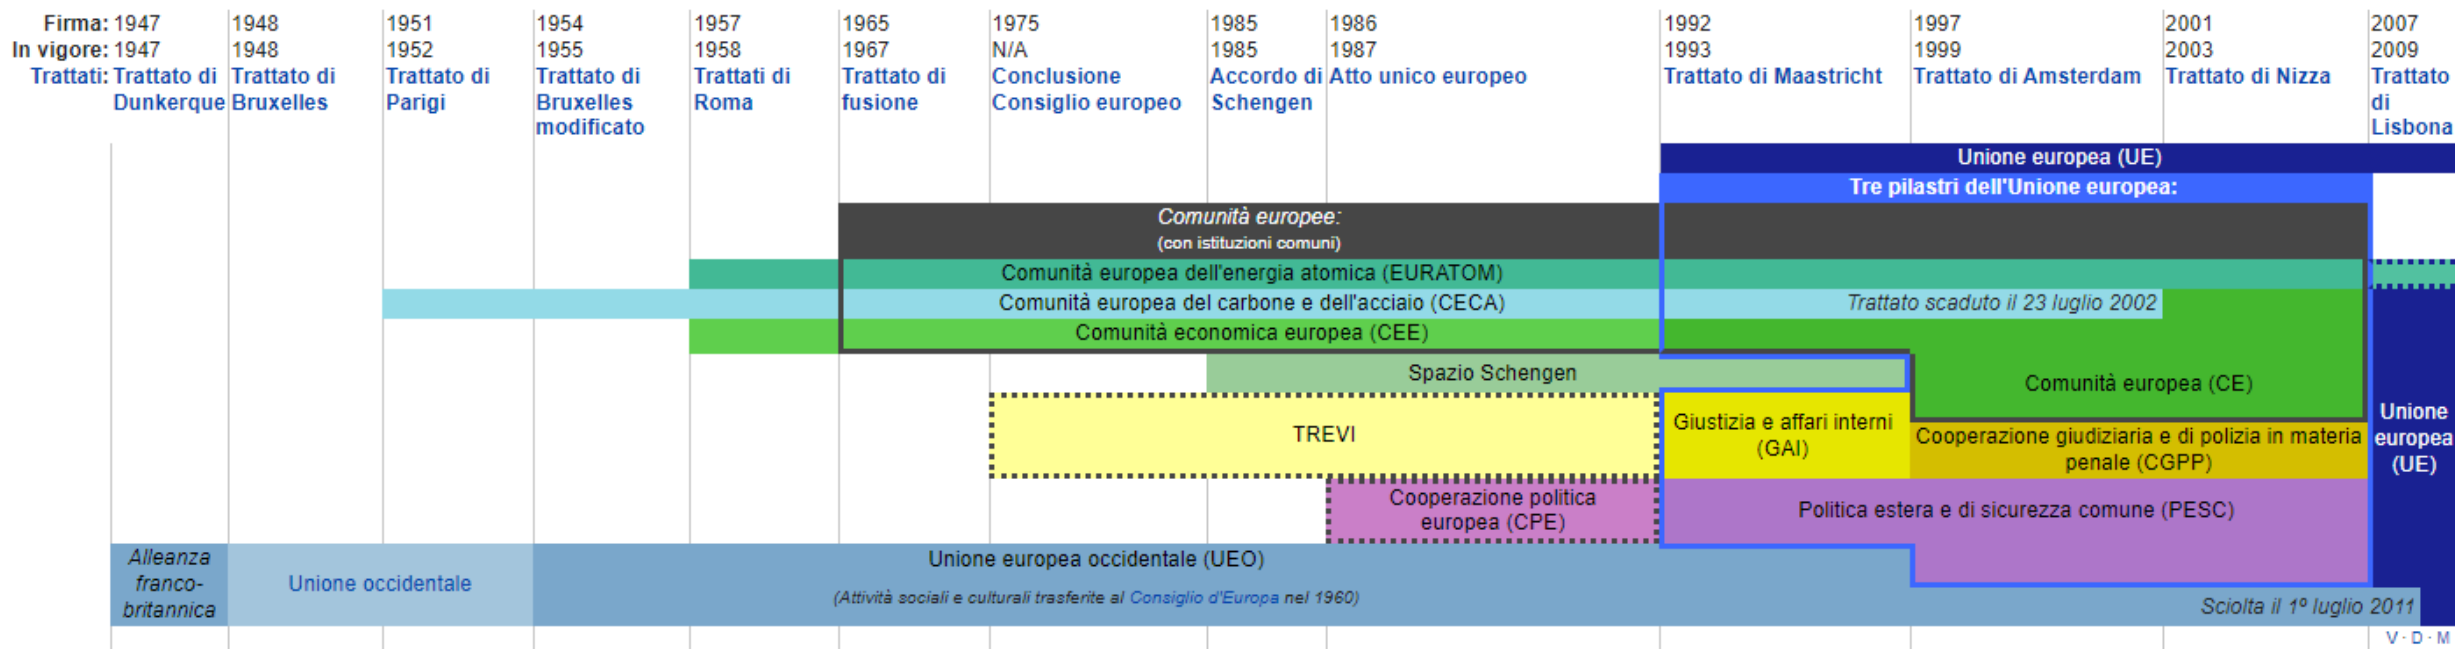 Firma: 1947 1948 1951 1954 1957 1965 1975 1985 1986 1992 1997 2001 2007
In vigore: 1947 1948 1952 1955 1958 1967 N/A 1985 1987 1993 1999 2003 2009
Trattati: Trattato di Dunkerque
Trattato di Bruxelles
Trattato di Parigi
Trattato di Bruxelles modificato
Trattati di Roma
Trattato di fusione
Conclusione Consiglio europeo
Accordo di Schengen
Atto unico europeo
Trattato di Maastricht
Trattato di Amsterdam
Trattato di Nizza
Trattato di Lisbona
Unione europea (UE)
Tre pilastri dell'Unione europea:
Comunità europee:
(con istituzioni comuni)
Comunità europea dell'energia atomica (EURATOM)
Comunità europea del carbone e dell'acciaio (CECA)
Trattato scaduto il 23 luglio 2002
Comunità economica europea (CEE)
Spazio Schengen
Comunità europea (CE)
TREVI
Giustizia e affari interni
(GAI)
Cooperazione giudiziaria e di polizia in materia
penale (CGPP)
Unione
europea
(UE)
Cooperazione politica
europea (CPE)
Politica estera e di sicurezza comune (PESC)
Alleanza
franco-
britannica
Unione occidentale
Unione europea occidentale (UEO)
(Attività sociali e culturali trasferite al Consiglio d'Europa nel 1960)
Sciolta il 1º luglio 2011
V · D · M